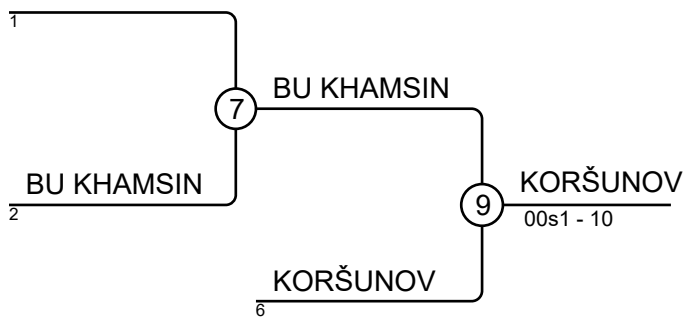 1
BU KHAMSIN
7
BU KHAMSIN
2
KORŠUNOV
9
00s1 - 10
KORŠUNOV
6